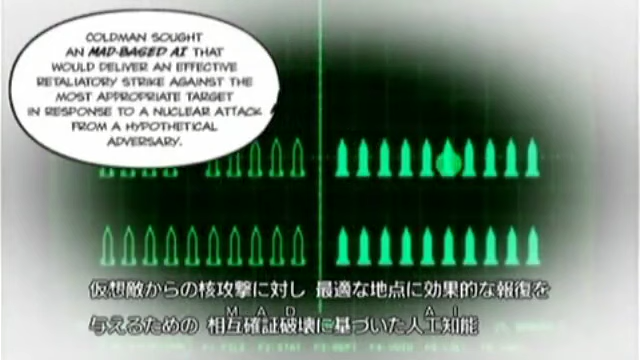 COLDMAN SOUGHT
AN MAD-BASED AI THAT
WOULD DELIVER AN EFFECTIVE
RETALIATORY STRIKE AGAINST THE
MOST APPROPRIATE TARGET
IN RESPONSE TO A NUCLEAR ATTACK
FROM A HYPOTHETICAL
ADVERSARY.
仮想敵からの核攻撃に対し 最適な地点に効果的な報復を
M A D A I
与えるための 相互確証破壊に基づいた人工知能